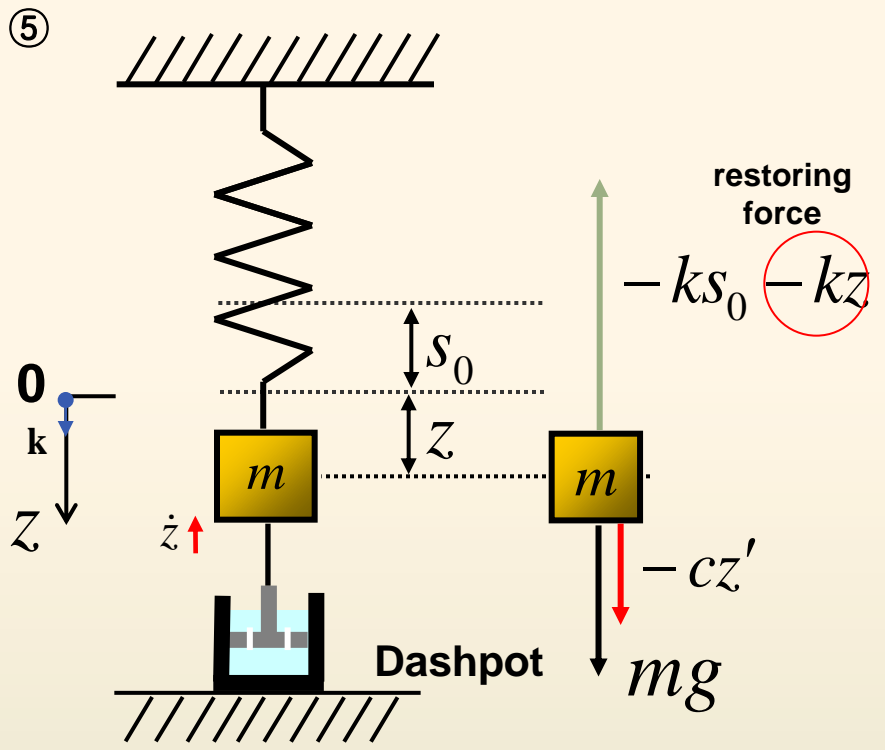 ⑤
restoring
force
− ks₀ − kz
s₀
0
k
z
z
m
m
ż
− cz′
Dashpot
mg